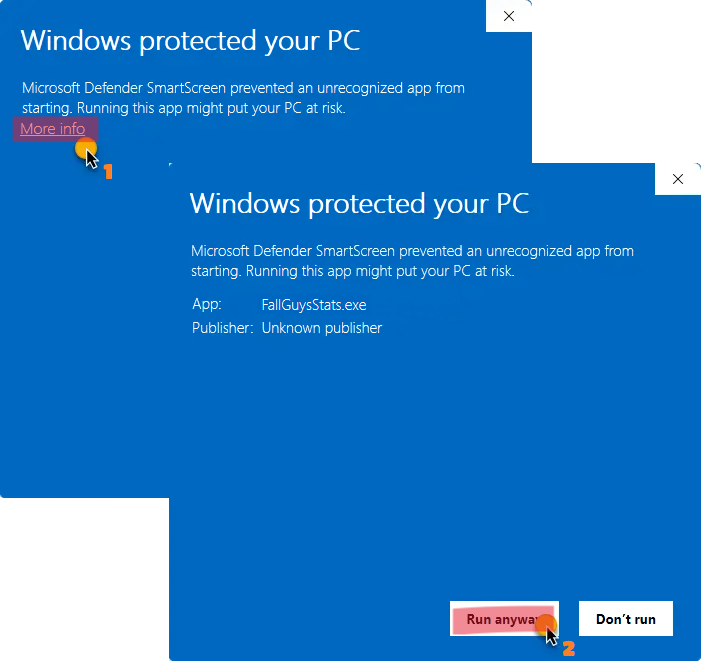 Windows protected your PC
Microsoft Defender SmartScreen prevented an unrecognized app from
starting. Running this app might put your PC at risk.
More info
1
Windows protected your PC
Microsoft Defender SmartScreen prevented an unrecognized app from
starting. Running this app might put your PC at risk.
App: FallGuysStats.exe
Publisher: Unknown publisher
Run anyway Don't run
2